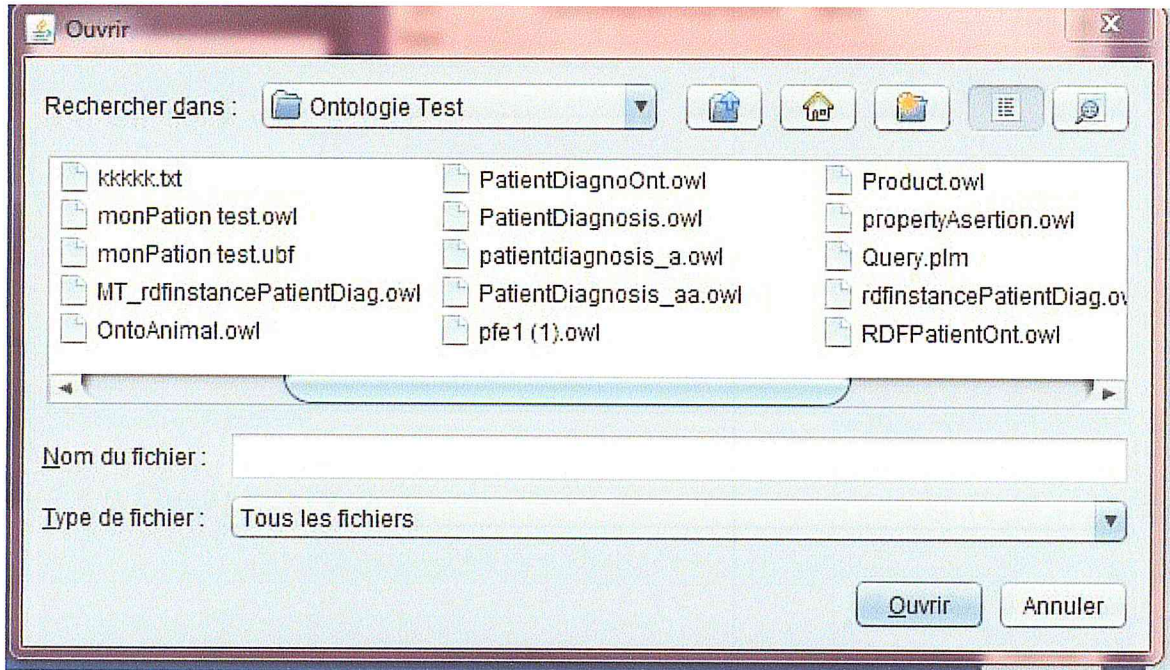 Ouvrir
Rechercher dans : Ontologie Test
kkkkk.txt
monPation test.owl
monPation test.ubf
MT_rdfinstancePatientDiag.owl
OntoAnimal.owl
PatientDiagnoOnt.owl
PatientDiagnosis.owl
patientdiagnosis_a.owl
PatientDiagnosis_aa.owl
pfe1 (1).owl
Product.owl
propertyAsertion.owl
Query.plm
rdfinstancePatientDiag.ov
RDFPatientOnt.owl
Nom du fichier :
Type de fichier : Tous les fichiers
Ouvrir Annuler